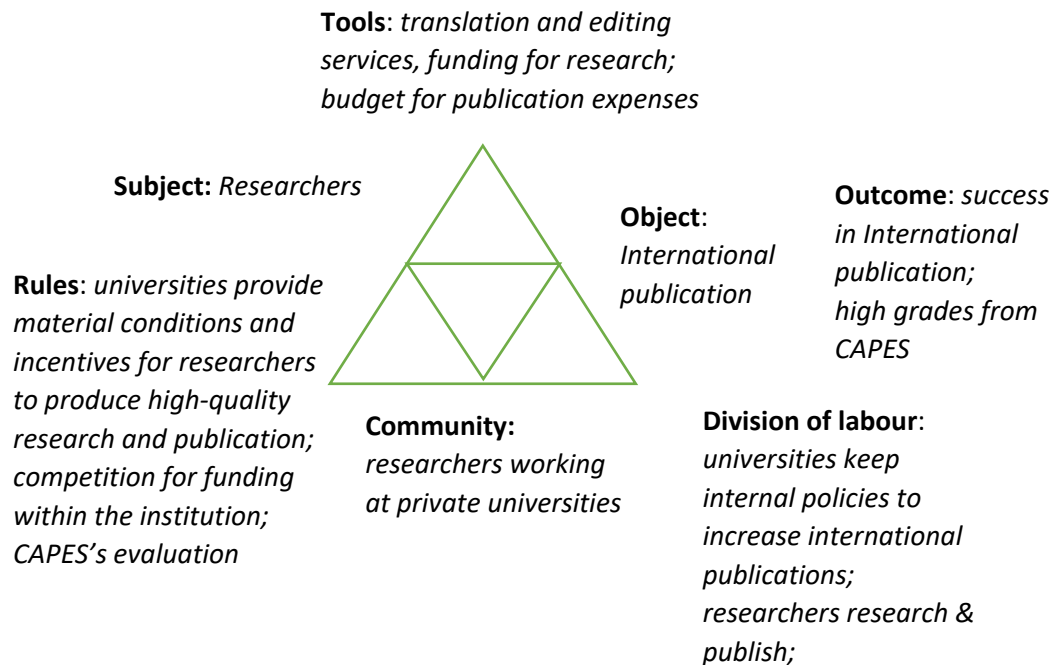 Tools: translation and editing
services, funding for research;
budget for publication expenses
Subject: Researchers
Object:
International
publication
Outcome: success
in International
publication;
high grades from
CAPES
Rules: universities provide
material conditions and
incentives for researchers
to produce high-quality
research and publication;
competition for funding
within the institution;
CAPES’s evaluation
Community:
researchers working
at private universities
Division of labour:
universities keep
internal policies to
increase international
publications;
researchers research &
publish;